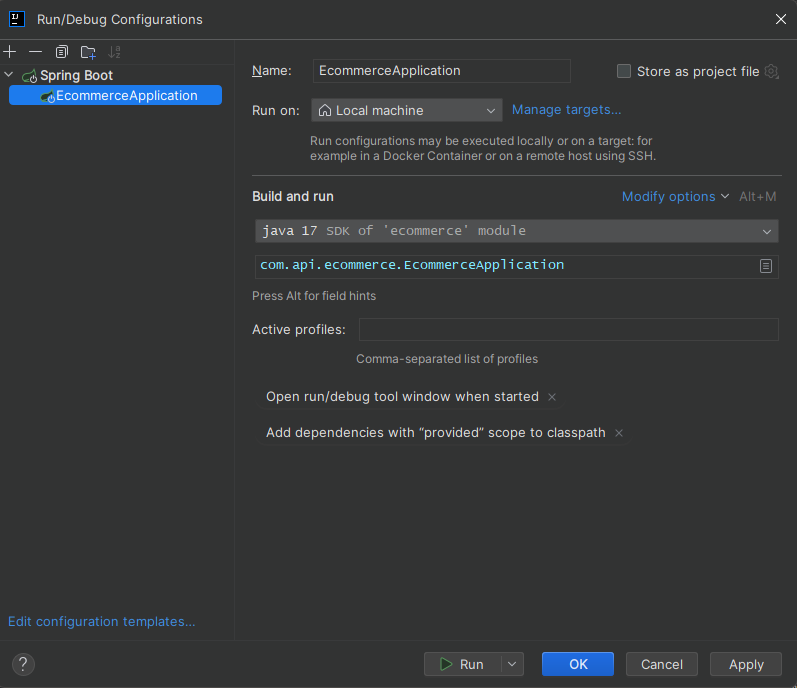 Run/Debug Configurations
Spring Boot
EcommerceApplication
Name:
EcommerceApplication
Store as project file
Run on:
Local machine
Manage targets...
Run configurations may be executed locally or on a target: for
example in a Docker Container or on a remote host using SSH.
Build and run
Modify options
Alt+M
java 17 SDK of 'ecommerce' module
com.api.ecommerce.EcommerceApplication
Press Alt for field hints
Active profiles:
Comma-separated list of profiles
Open run/debug tool window when started
Add dependencies with “provided” scope to classpath
Edit configuration templates...
?
Run
OK
Cancel
Apply